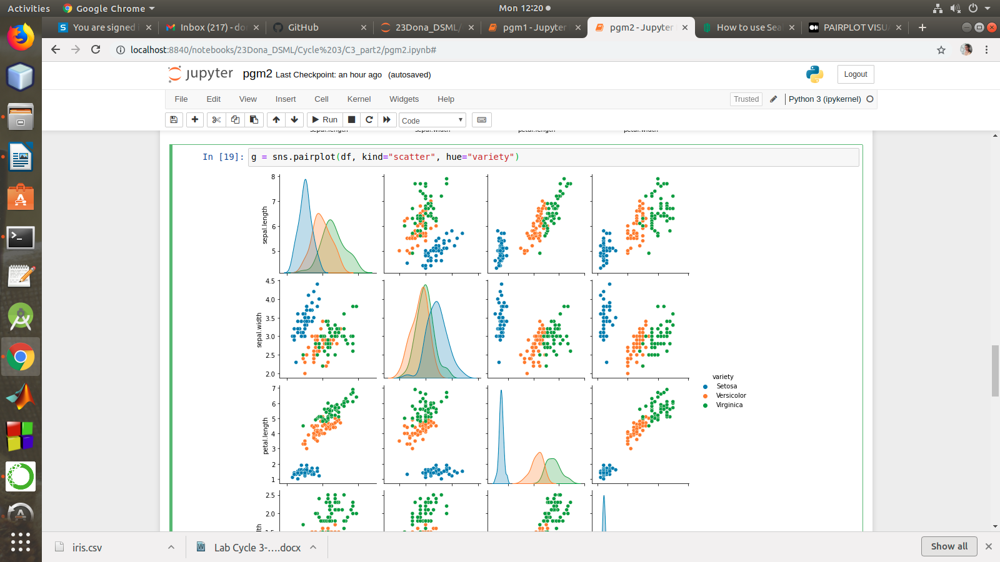 Activities Google Chrome Mon 12:20
You are signed Inbox (217) - do GitHub 23Dona_DSML/ pgm1 - Jupyter pgm2 - Jupyter How to use Sea PAIRPLOT VISU
localhost:8840/notebooks/23Dona_DSML/Cycle%203/C3_part2/pgm2.ipynb#
jupyter pgm2 Last Checkpoint: an hour ago (autosaved) Logout
File Edit View Insert Cell Kernel Widgets Help Trusted Python 3 (ipykernel)
Run Code
sepal.length sepal.width petal.length petal.width
In [19]: g = sns.pairplot(df, kind="scatter", hue="variety")
8
7
6
5
sepal.length
4.5
4.0
3.5
3.0
2.5
2.0
sepal.width
7
6
5
4
3
2
1
petal.length
2.5
2.0
1.5
variety
Setosa
Versicolor
Virginica
iris.csv Lab Cycle 3-....docx Show all